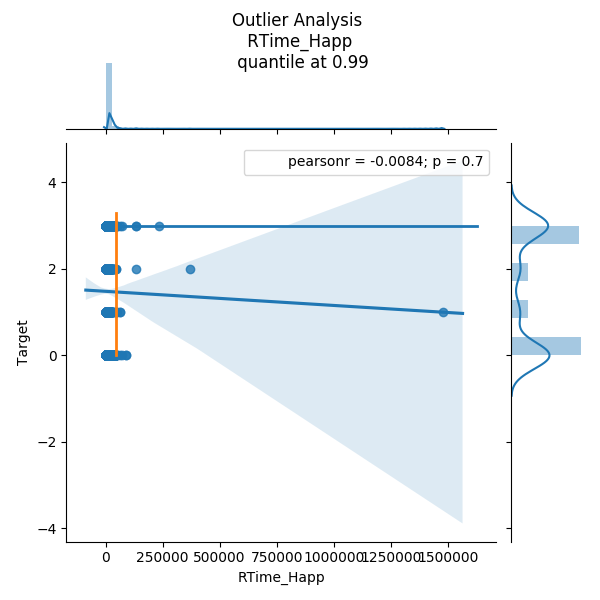 Outlier Analysis
RTime_Happ
quantile at 0.99
pearsonr = -0.0084; p = 0.7
4
2
0
−2
−4
Target
0 250000 500000 750000 1000000 1250000 1500000
RTime_Happ